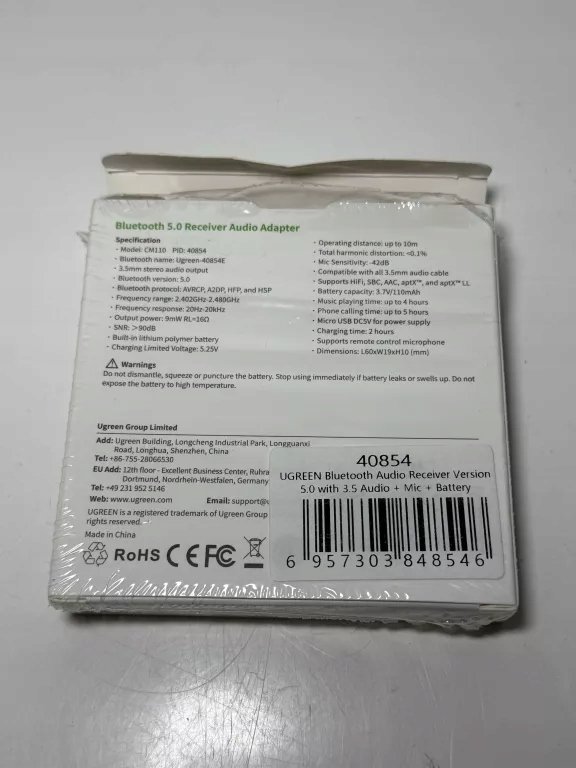 Bluetooth 5.0 Receiver Audio Adapter
Specification
· Model: CM110 PID: 40854
· Bluetooth name: Ugreen-40854E
· 3.5mm stereo audio output
· Bluetooth version: 5.0
· Bluetooth protocol: AVRCP, A2DP, HFP, and HSP
· Frequency range: 2.402GHz-2,480GHz
· Frequency response: 20Hz-20kHz
· Output power: 9mW RL=16Ω
· SNR: ＞90dB
· Built-in lithium polymer battery
· Charging Limited Voltage: 5.25V
· Operating distance: up to 10m
· Total harmonic distortion: <0.1%
· Mic Sensitivity: -42dB
· Compatible with all 3.5mm audio cable
· Supports HiFi, SBC, AAC, aptX™, and aptX™ LL
· Battery capacity: 3.7V/110mAh
· Music playing time: up to 4 hours
· Phone calling time: up to 5 hours
· Micro USB DC5V for power supply
· Charging time: 2 hours
· Supports remote control microphone
· Dimensions: L60xW19xH10 (mm)
Warnings
Do not dismantle, squeeze or puncture the battery. Stop using immediately if battery leaks or swells up. Do not
expose the battery to high temperature.
Ugreen Group Limited
Add: Ugreen Building, Longcheng Industrial Park, Longguanxi
Road, Longhua, Shenzhen, China
Tel: +86-755-28066530
EU Add: 12th floor - Excellent Business Center, Ruhra
Dortmund, Nordrhein-Westfalen, Germany
Tel: +49 231 952 5146
Web: www.ugreen.com Email: support@u
UGREEN is a registered trademark of Ugreen Group
rights reserved.
Made in China
RoHS CE FC
40854
UGREEN Bluetooth Audio Receiver Version
5.0 with 3.5 Audio + Mic + Battery
6 957303 848546